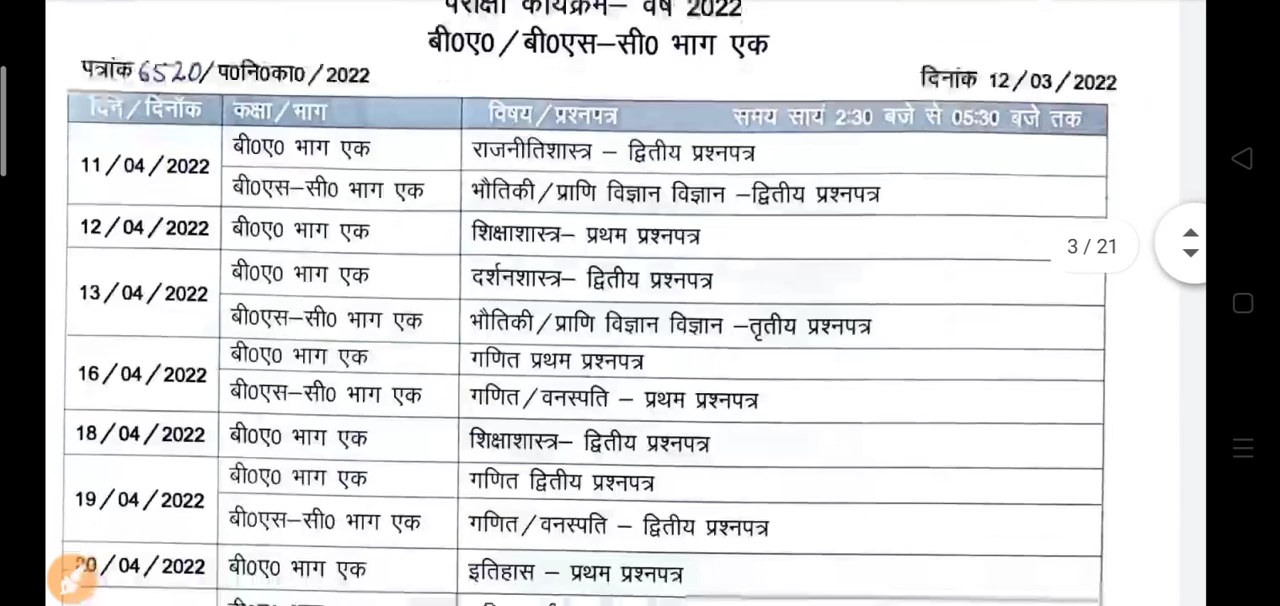 परीक्षा कार्यक्रम– वर्ष 2022
बी0ए0/बी0एस–सी0 भाग एक
पत्रांक 6520/प0नि0का0/2022 दिनांक 12/03/2022
दिन/दिनॉक कक्षा/भाग विषय/प्रश्नपत्र समय सायं 2:30 बजे से 05:30 बजे तक
11/04/2022 बी0ए0 भाग एक राजनीतिशास्त्र – द्वितीय प्रश्नपत्र
बी0एस–सी0 भाग एक भौतिकी/प्राणि विज्ञान विज्ञान –द्वितीय प्रश्नपत्र
12/04/2022 बी0ए0 भाग एक शिक्षाशास्त्र– प्रथम प्रश्नपत्र
3/21
13/04/2022 बी0ए0 भाग एक दर्शनशास्त्र– द्वितीय प्रश्नपत्र
बी0एस–सी0 भाग एक भौतिकी/प्राणि विज्ञान विज्ञान –तृतीय प्रश्नपत्र
16/04/2022 बी0ए0 भाग एक गणित प्रथम प्रश्नपत्र
बी0एस–सी0 भाग एक गणित/वनस्पति – प्रथम प्रश्नपत्र
18/04/2022 बी0ए0 भाग एक शिक्षाशास्त्र– द्वितीय प्रश्नपत्र
19/04/2022 बी0ए0 भाग एक गणित द्वितीय प्रश्नपत्र
बी0एस–सी0 भाग एक गणित/वनस्पति – द्वितीय प्रश्नपत्र
20/04/2022 बी0ए0 भाग एक इतिहास – प्रथम प्रश्नपत्र